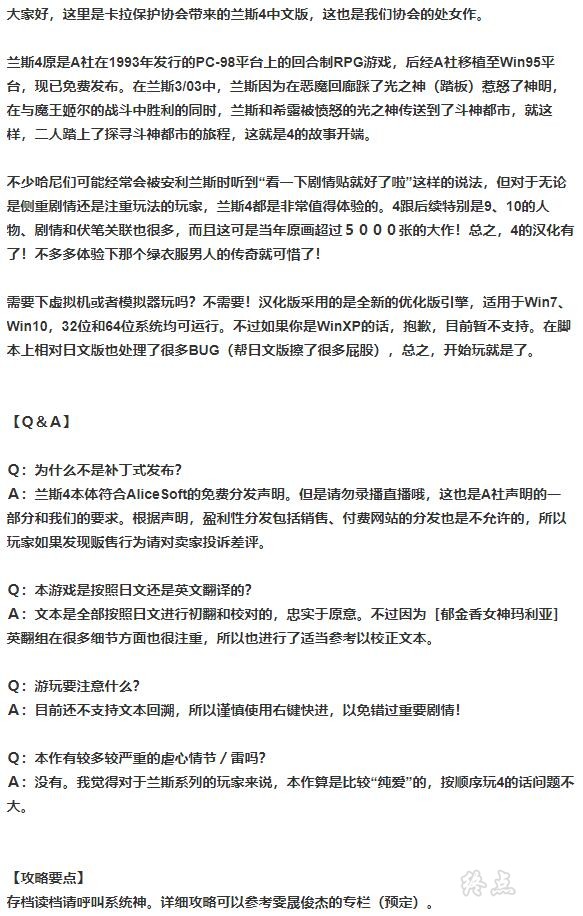 大家好，这里是卡拉保护协会带来的兰斯4中文版，这也是我们协会的处女作。
兰斯4原是A社在1993年发行的PC-98平台上的回合制RPG游戏，后经A社移植至Win95平
台，现已免费发布。在兰斯3/03中，兰斯因为在恶魔回廊踩了光之神（踏板）惹怒了神明，
在与魔王姬尔的战斗中胜利的同时，兰斯和希露被愤怒的光之神传送到了斗神都市，就这
样，二人踏上了探寻斗神都市的旅程，这就是4的故事开端。
不少哈尼们可能经常会被安利兰斯时听到“看一下剧情贴就好了啦”这样的说法，但对于无论
是侧重剧情还是注重玩法的玩家，兰斯4都是非常值得体验的。4跟后续特别是9、10的人
物、剧情和伏笔关联也很多，而且这可是当年原画超过５０００张的大作！总之，4的汉化有
了！不多多体验下那个绿衣服男人的传奇就可惜了！
需要下虚拟机或者模拟器玩吗？不需要！汉化版采用的是全新的优化版引擎，适用于Win7、
Win10，32位和64位系统均可运行。不过如果你是WinXP的话，抱歉，目前暂不支持。在脚
本上相对日文版也处理了很多BUG（帮日文版擦了很多屁股），总之，开始玩就是了。
【Ｑ＆Ａ】
Ｑ：为什么不是补丁式发布？
Ａ：兰斯4本体符合AliceSoft的免费分发声明。但是请勿录播直播哦，这也是A社声明的一
部分和我们的要求。根据声明，盈利性分发包括销售、付费网站的分发也是不允许的，所以
玩家如果发现贩售行为请对卖家投诉差评。
Ｑ：本游戏是按照日文还是英文翻译的？
Ａ：文本是全部按照日文进行初翻和校对的，忠实于原意。不过因为［郁金香女神玛利亚］
英翻组在很多细节方面也很注重，所以也进行了适当参考以校正文本。
Ｑ：游玩要注意什么？
Ａ：目前还不支持文本回溯，所以谨慎使用右键快进，以免错过重要剧情！
Ｑ：本作有较多较严重的虐心情节／雷吗？
Ａ：没有。我觉得对于兰斯系列的玩家来说，本作算是比较“纯爱”的，按顺序玩4的话问题不
大。
【攻略要点】
存档读档请呼叫系统神。详细攻略可以参考雯晟俊杰的专栏（预定）。
终点